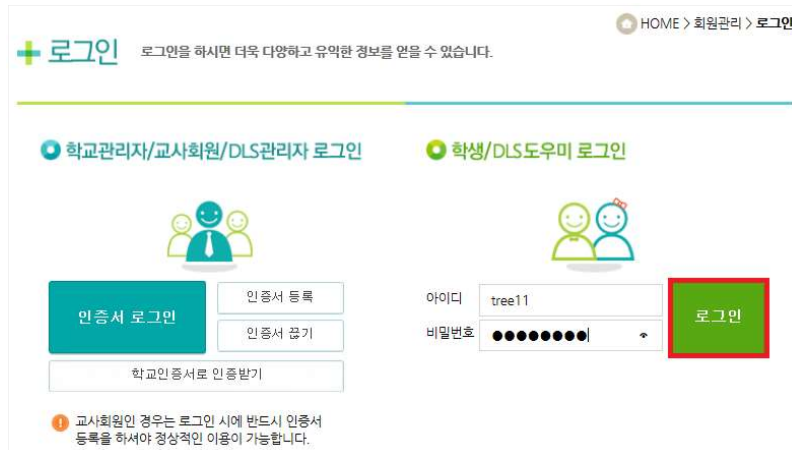 HOME > 회원관리 > 로그인
로그인 로그인을 하시면 더욱 다양하고 유익한 정보를 얻을 수 있습니다.
학교관리자/교사회원/DLS관리자 로그인
학생/DLS도우미 로그인
인증서 로그인
인증서 등록
인증서 끊기
학교인증서로 인증받기
교사회원인 경우는 로그인 시에 반드시 인증서
등록을 하셔야 정상적인 이용이 가능합니다.
아이디 tree11
비밀번호 ●●●●●●●●
로그인